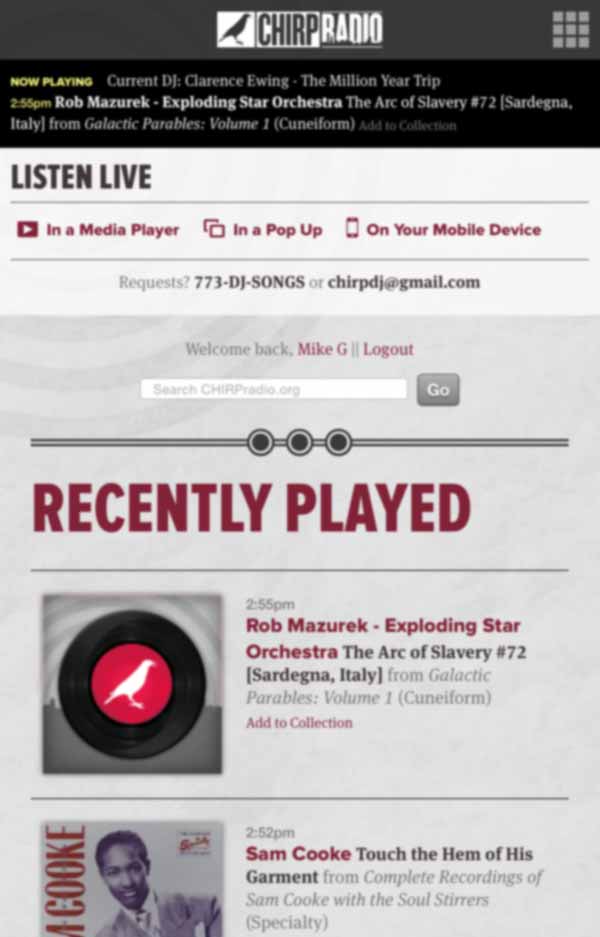 CHIRP RADIO
NOW PLAYING Current DJ: Clarence Ewing - The Million Year Trip
2:55pm Rob Mazurek - Exploding Star Orchestra The Arc of Slavery #72 [Sardegna,
Italy] from Galactic Parables: Volume 1 (Cuneiform) Add to Collection
LISTEN LIVE
In a Media Player In a Pop Up On Your Mobile Device
Requests? 773-DJ-SONGS or chirpdj@gmail.com
Welcome back, Mike G || Logout
Search CHIRPradio.org Go
RECENTLY PLAYED
2:55pm
Rob Mazurek - Exploding Star
Orchestra The Arc of Slavery #72
[Sardegna, Italy] from Galactic
Parables: Volume 1 (Cuneiform)
Add to Collection
M COOKE
2:52pm
Sam Cooke Touch the Hem of His
Garment from Complete Recordings of
Sam Cooke with the Soul Stirrers
(Specialty)